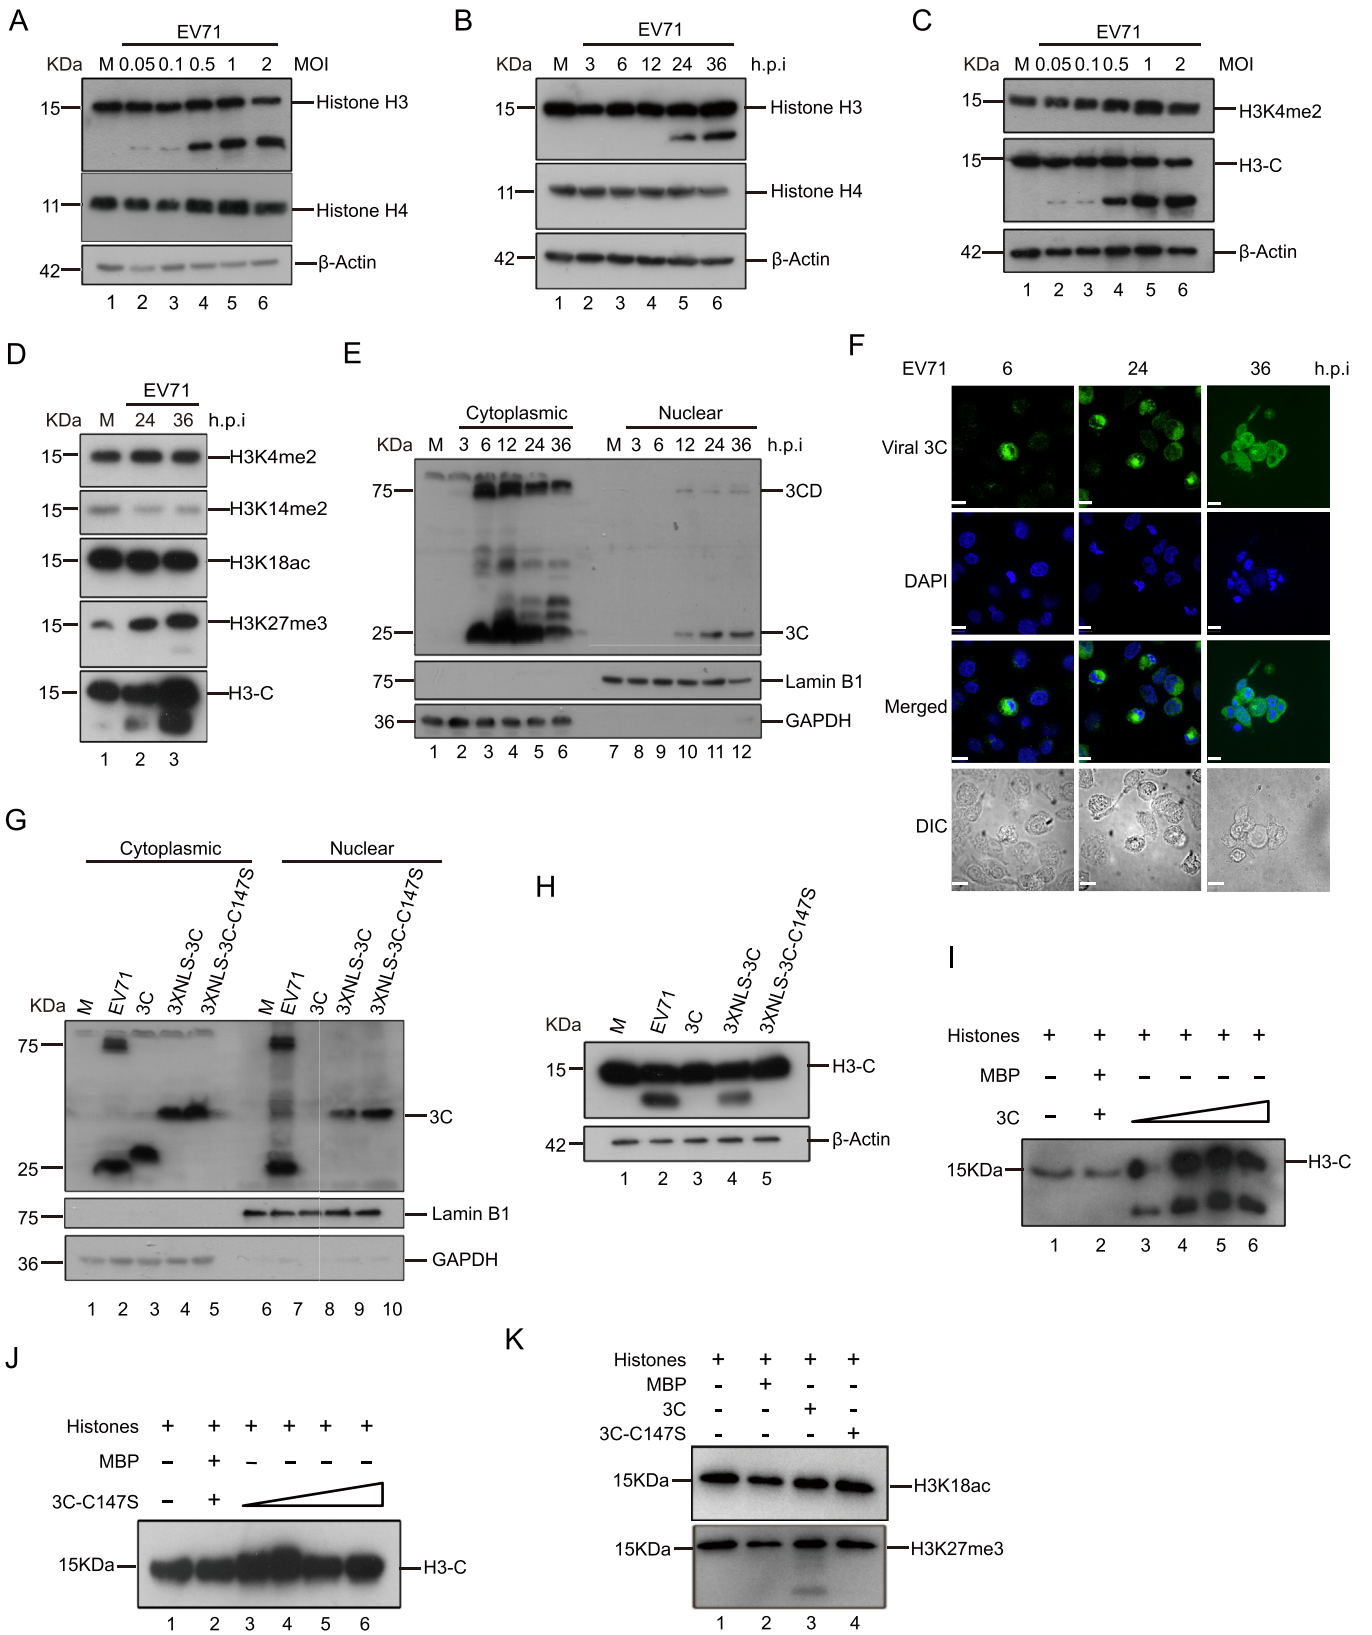 A
EV71
KDa M 0.05 0.1 0.5 1 2 MOI
15 Histone H3
11 Histone H4
42 β-Actin
1 2 3 4 5 6
B
EV71
KDa M 3 6 12 24 36 h.p.i
15 Histone H3
11 Histone H4
42 β-Actin
1 2 3 4 5 6
C
EV71
KDa M 0.05 0.1 0.5 1 2 MOI
15 H3K4me2
15 H3-C
42 β-Actin
1 2 3 4 5 6
D
EV71
KDa M 24 36 h.p.i
15 H3K4me2
15 H3K14me2
15 H3K18ac
15 H3K27me3
15 H3-C
1 2 3
E
Cytoplasmic Nuclear
KDa M 3 6 12 24 36 M 3 6 12 24 36 h.p.i
75 3CD
25 3C
75 Lamin B1
36 GAPDH
1 2 3 4 5 6 7 8 9 10 11 12
F
EV71 6 24 36 h.p.i
Viral 3C
DAPI
Merged
DIC
G
Cytoplasmic Nuclear
KDa M EV71 3C 3XNLS-3C 3XNLS-3C-C147S M EV71 3C 3XNLS-3C 3XNLS-3C-C147S
75
3C
25
75 Lamin B1
36 GAPDH
1 2 3 4 5 6 7 8 9 10
H
KDa M EV71 3C 3XNLS-3C 3XNLS-3C-C147S
15 H3-C
42 β-Actin
1 2 3 4 5
I
Histones + + + + + +
MBP - + - - - -
3C - +
15KDa H3-C
1 2 3 4 5 6
J
Histones + + + + + +
MBP - + - - - -
3C-C147S - +
15KDa H3-C
1 2 3 4 5 6
K
Histones + + + +
MBP - + - -
3C - - + -
3C-C147S - - - +
15KDa H3K18ac
15KDa H3K27me3
1 2 3 4